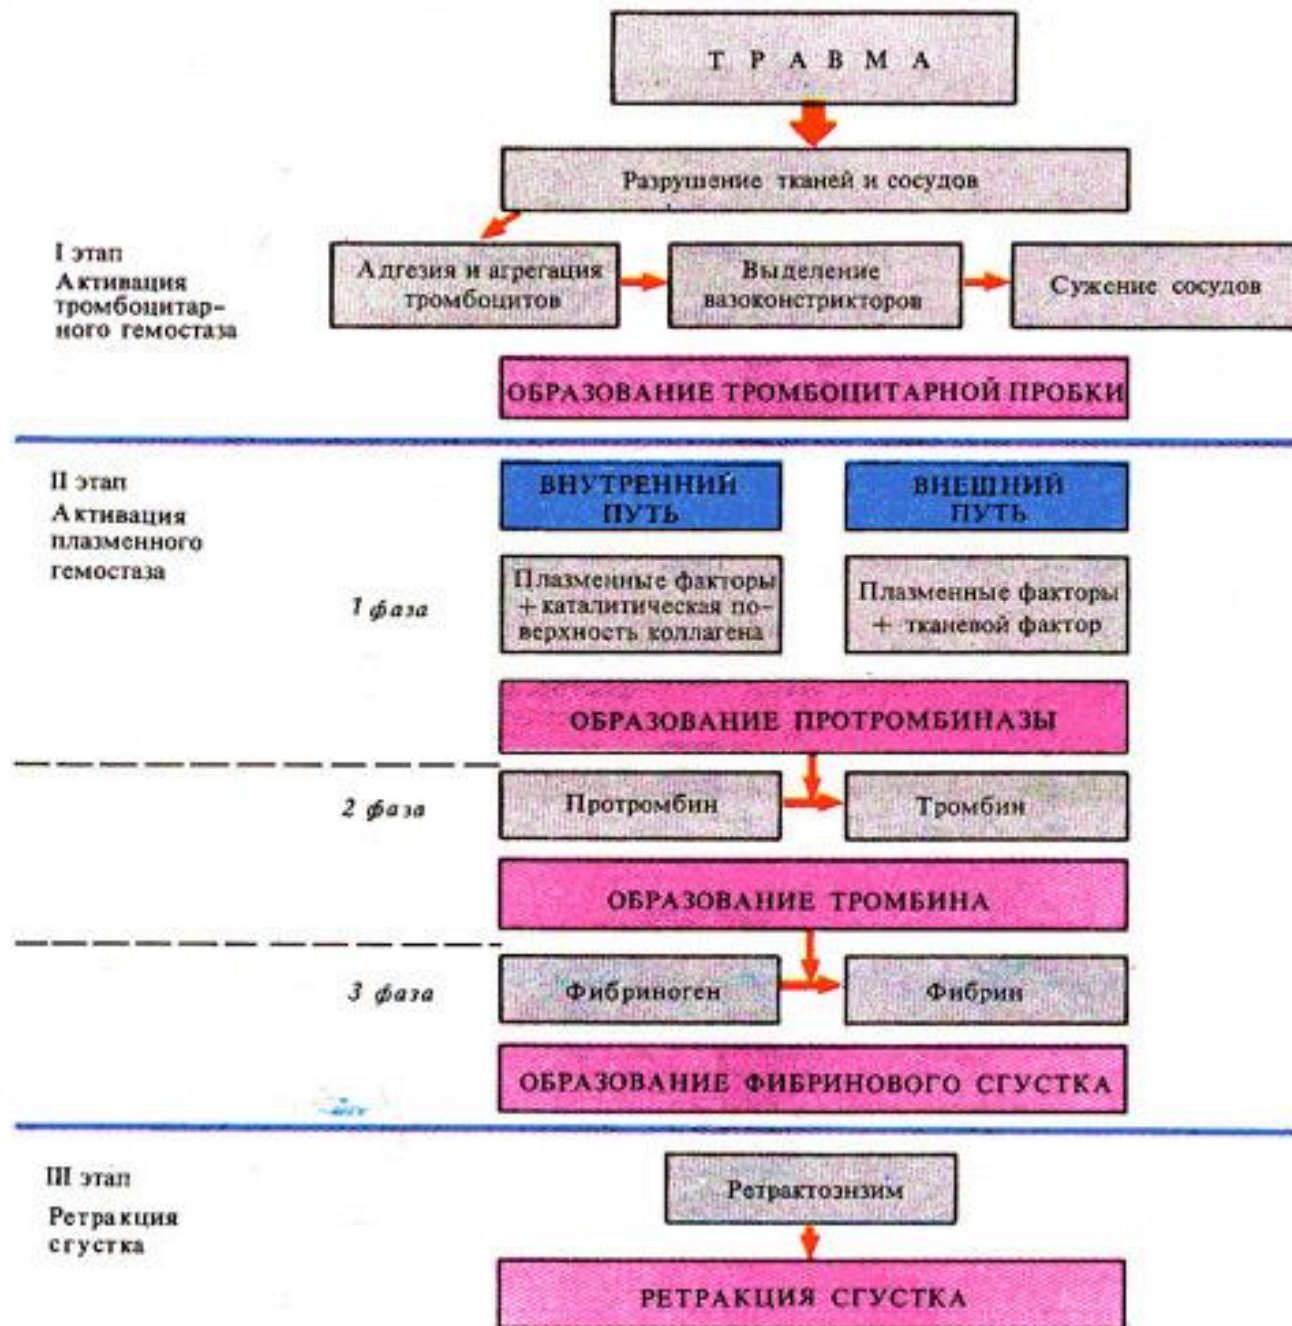 Т Р А В М А
Разрушение тканей и сосудов
I этап
Активация
тромбоцитар-
ного гемостаза
Адгезия и агрегация
тромбоцитов
Выделение
вазоконстрикторов
Сужение сосудов
ОБРАЗОВАНИЕ ТРОМБОЦИТАРНОЙ ПРОБКИ
II этап
Активация
плазменного
гемостаза
ВНУТРЕННИЙ
ПУТЬ
ВНЕШНИЙ
ПУТЬ
1 фаза
Плазменные факторы
+ каталитическая по-
верхность коллагена
Плазменные факторы
+ тканевой фактор
ОБРАЗОВАНИЕ ПРОТРОМБИНАЗЫ
2 фаза
Протромбин
Тромбин
ОБРАЗОВАНИЕ ТРОМБИНА
3 фаза
Фибриноген
Фибрин
ОБРАЗОВАНИЕ ФИБРИНОВОГО СГУСТКА
III этап
Ретракция
сгустка
Ретрактоэнзим
РЕТРАКЦИЯ СГУСТКА